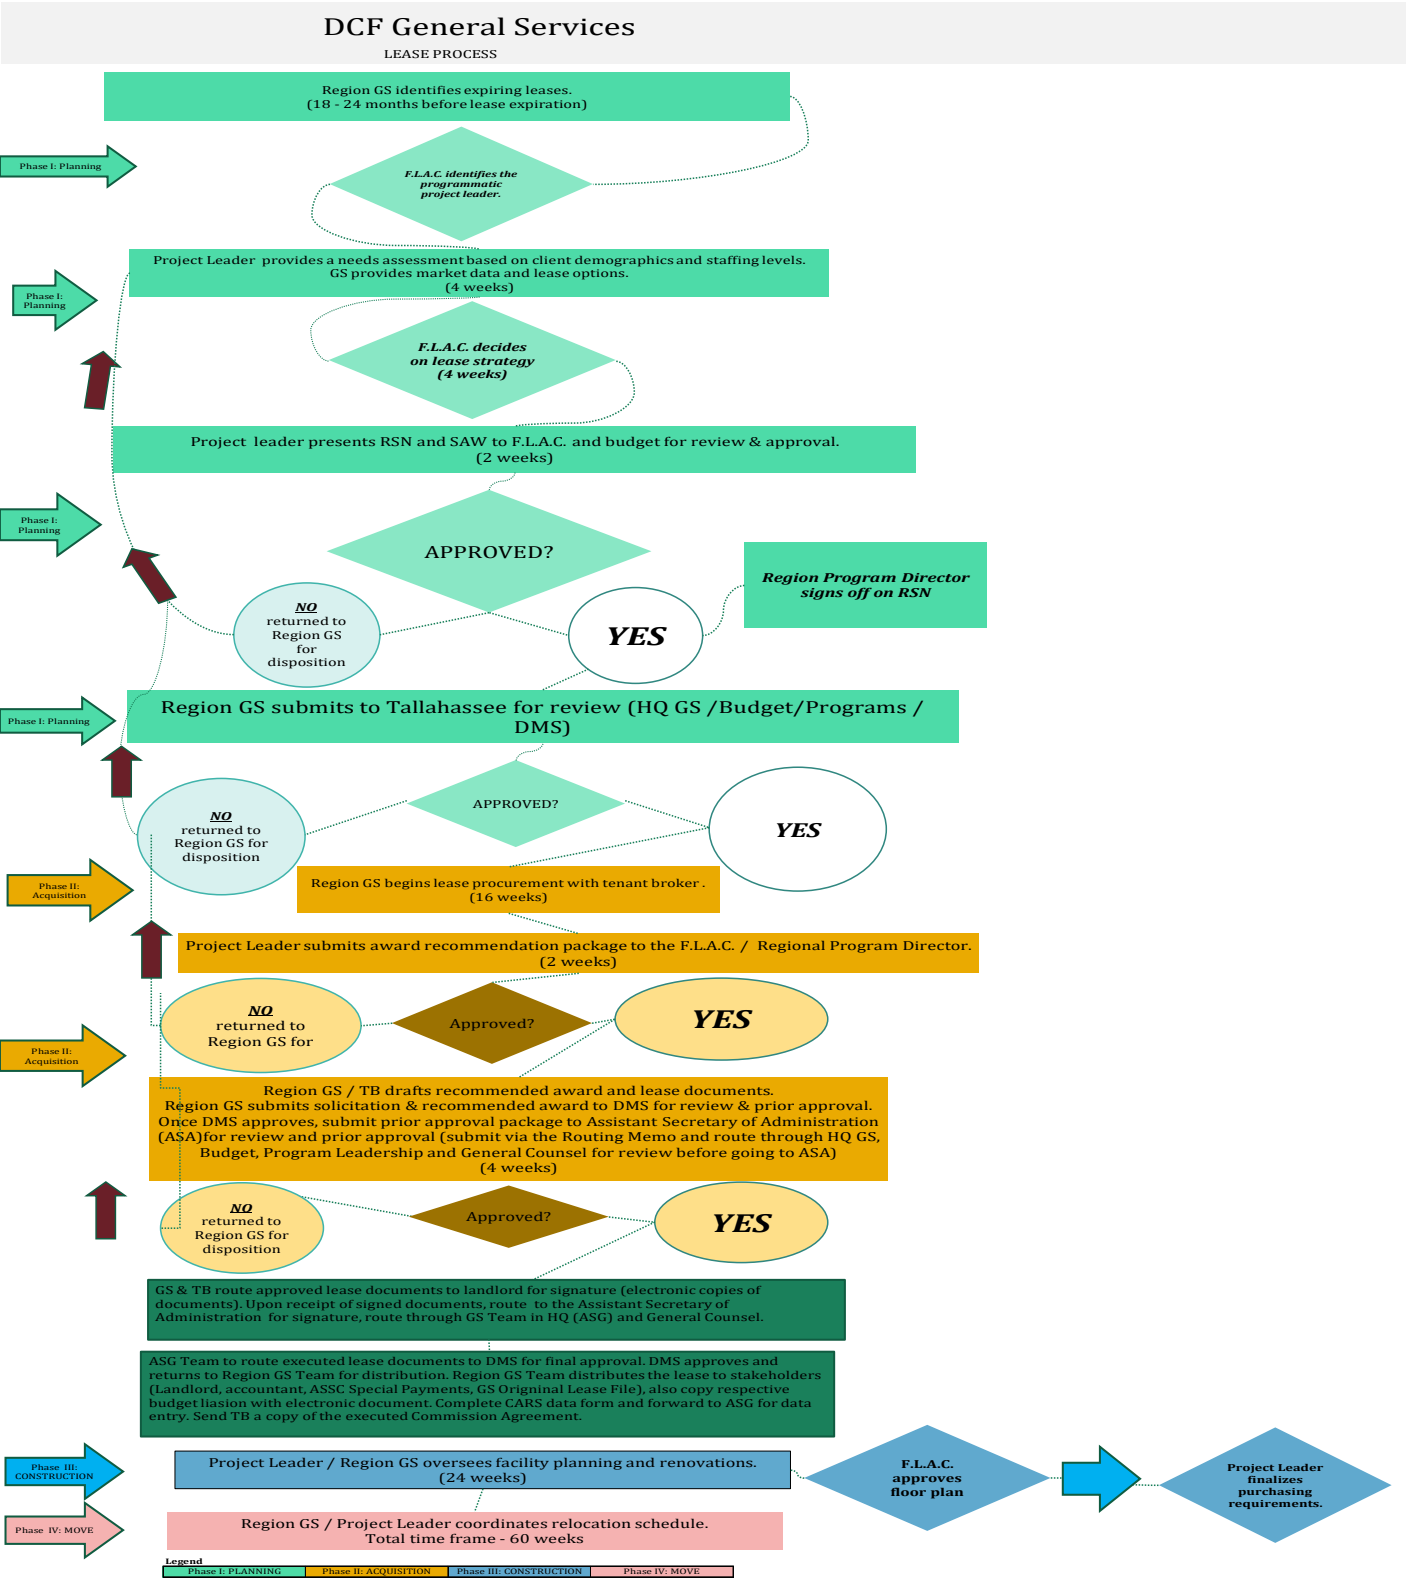 DCF General Services
LEASE PROCESS
Region GS identifies expiring leases.
(18 - 24 months before lease expiration)
Phase I: Planning
F.L.A.C. identifies the
programmatic
project leader.
Project Leader provides a needs assessment based on client demographics and staffing levels.
GS provides market data and lease options.
(4 weeks)
Phase I:
Planning
F.L.A.C. decides
on lease strategy
(4 weeks)
Project leader presents RSN and SAW to F.L.A.C. and budget for review & approval.
(2 weeks)
Phase I:
Planning
APPROVED?
Region Program Director
signs off on RSN
NO
returned to
Region GS
for
disposition
YES
Phase I: Planning
Region GS submits to Tallahassee for review (HQ GS /Budget/Programs /
DMS)
APPROVED?
NO
returned to
Region GS for
disposition
YES
Phase II:
Acquisition
Region GS begins lease procurement with tenant broker .
(16 weeks)
Project Leader submits award recommendation package to the F.L.A.C. / Regional Program Director.
(2 weeks)
NO
returned to
Region GS for
Approved?
YES
Phase II:
Acquisition
Region GS / TB drafts recommended award and lease documents.
Region GS submits solicitation & recommended award to DMS for review & prior approval.
Once DMS approves, submit prior approval package to Assistant Secretary of Administration
(ASA)for review and prior approval (submit via the Routing Memo and route through HQ GS,
Budget, Program Leadership and General Counsel for review before going to ASA)
(4 weeks)
NO
returned to
Region GS for
disposition
Approved?
YES
GS & TB route approved lease documents to landlord for signature (electronic copies of
documents). Upon receipt of signed documents, route to the Assistant Secretary of
Administration for signature, route through GS Team in HQ (ASG) and General Counsel.
ASG Team to route executed lease documents to DMS for final approval. DMS approves and
returns to Region GS Team for distribution. Region GS Team distributes the lease to stakeholders
(Landlord, accountant, ASSC Special Payments, GS Origninal Lease File), also copy respective
budget liasion with electronic document. Complete CARS data form and forward to ASG for data
entry. Send TB a copy of the executed Commission Agreement.
Phase III:
CONSTRUCTION
Project Leader / Region GS oversees facility planning and renovations.
(24 weeks)
F.L.A.C.
approves
floor plan
Project Leader
finalizes
purchasing
requirements.
Phase IV: MOVE
Region GS / Project Leader coordinates relocation schedule.
Total time frame - 60 weeks
Legend
Phase I: PLANNING
Phase II: ACQUISITION
Phase III: CONSTRUCTION
Phase IV: MOVE